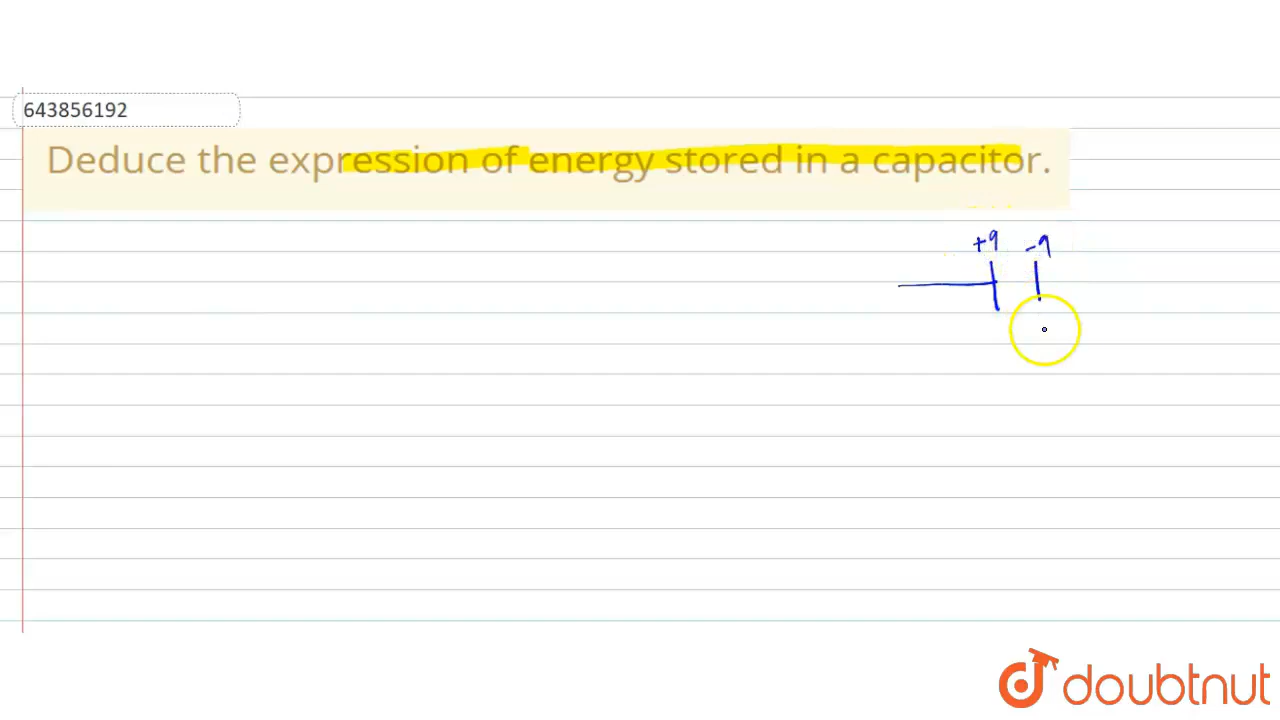 643856192
Deduce the expression of energy stored in a capacitor.
+q -q
doubtnut